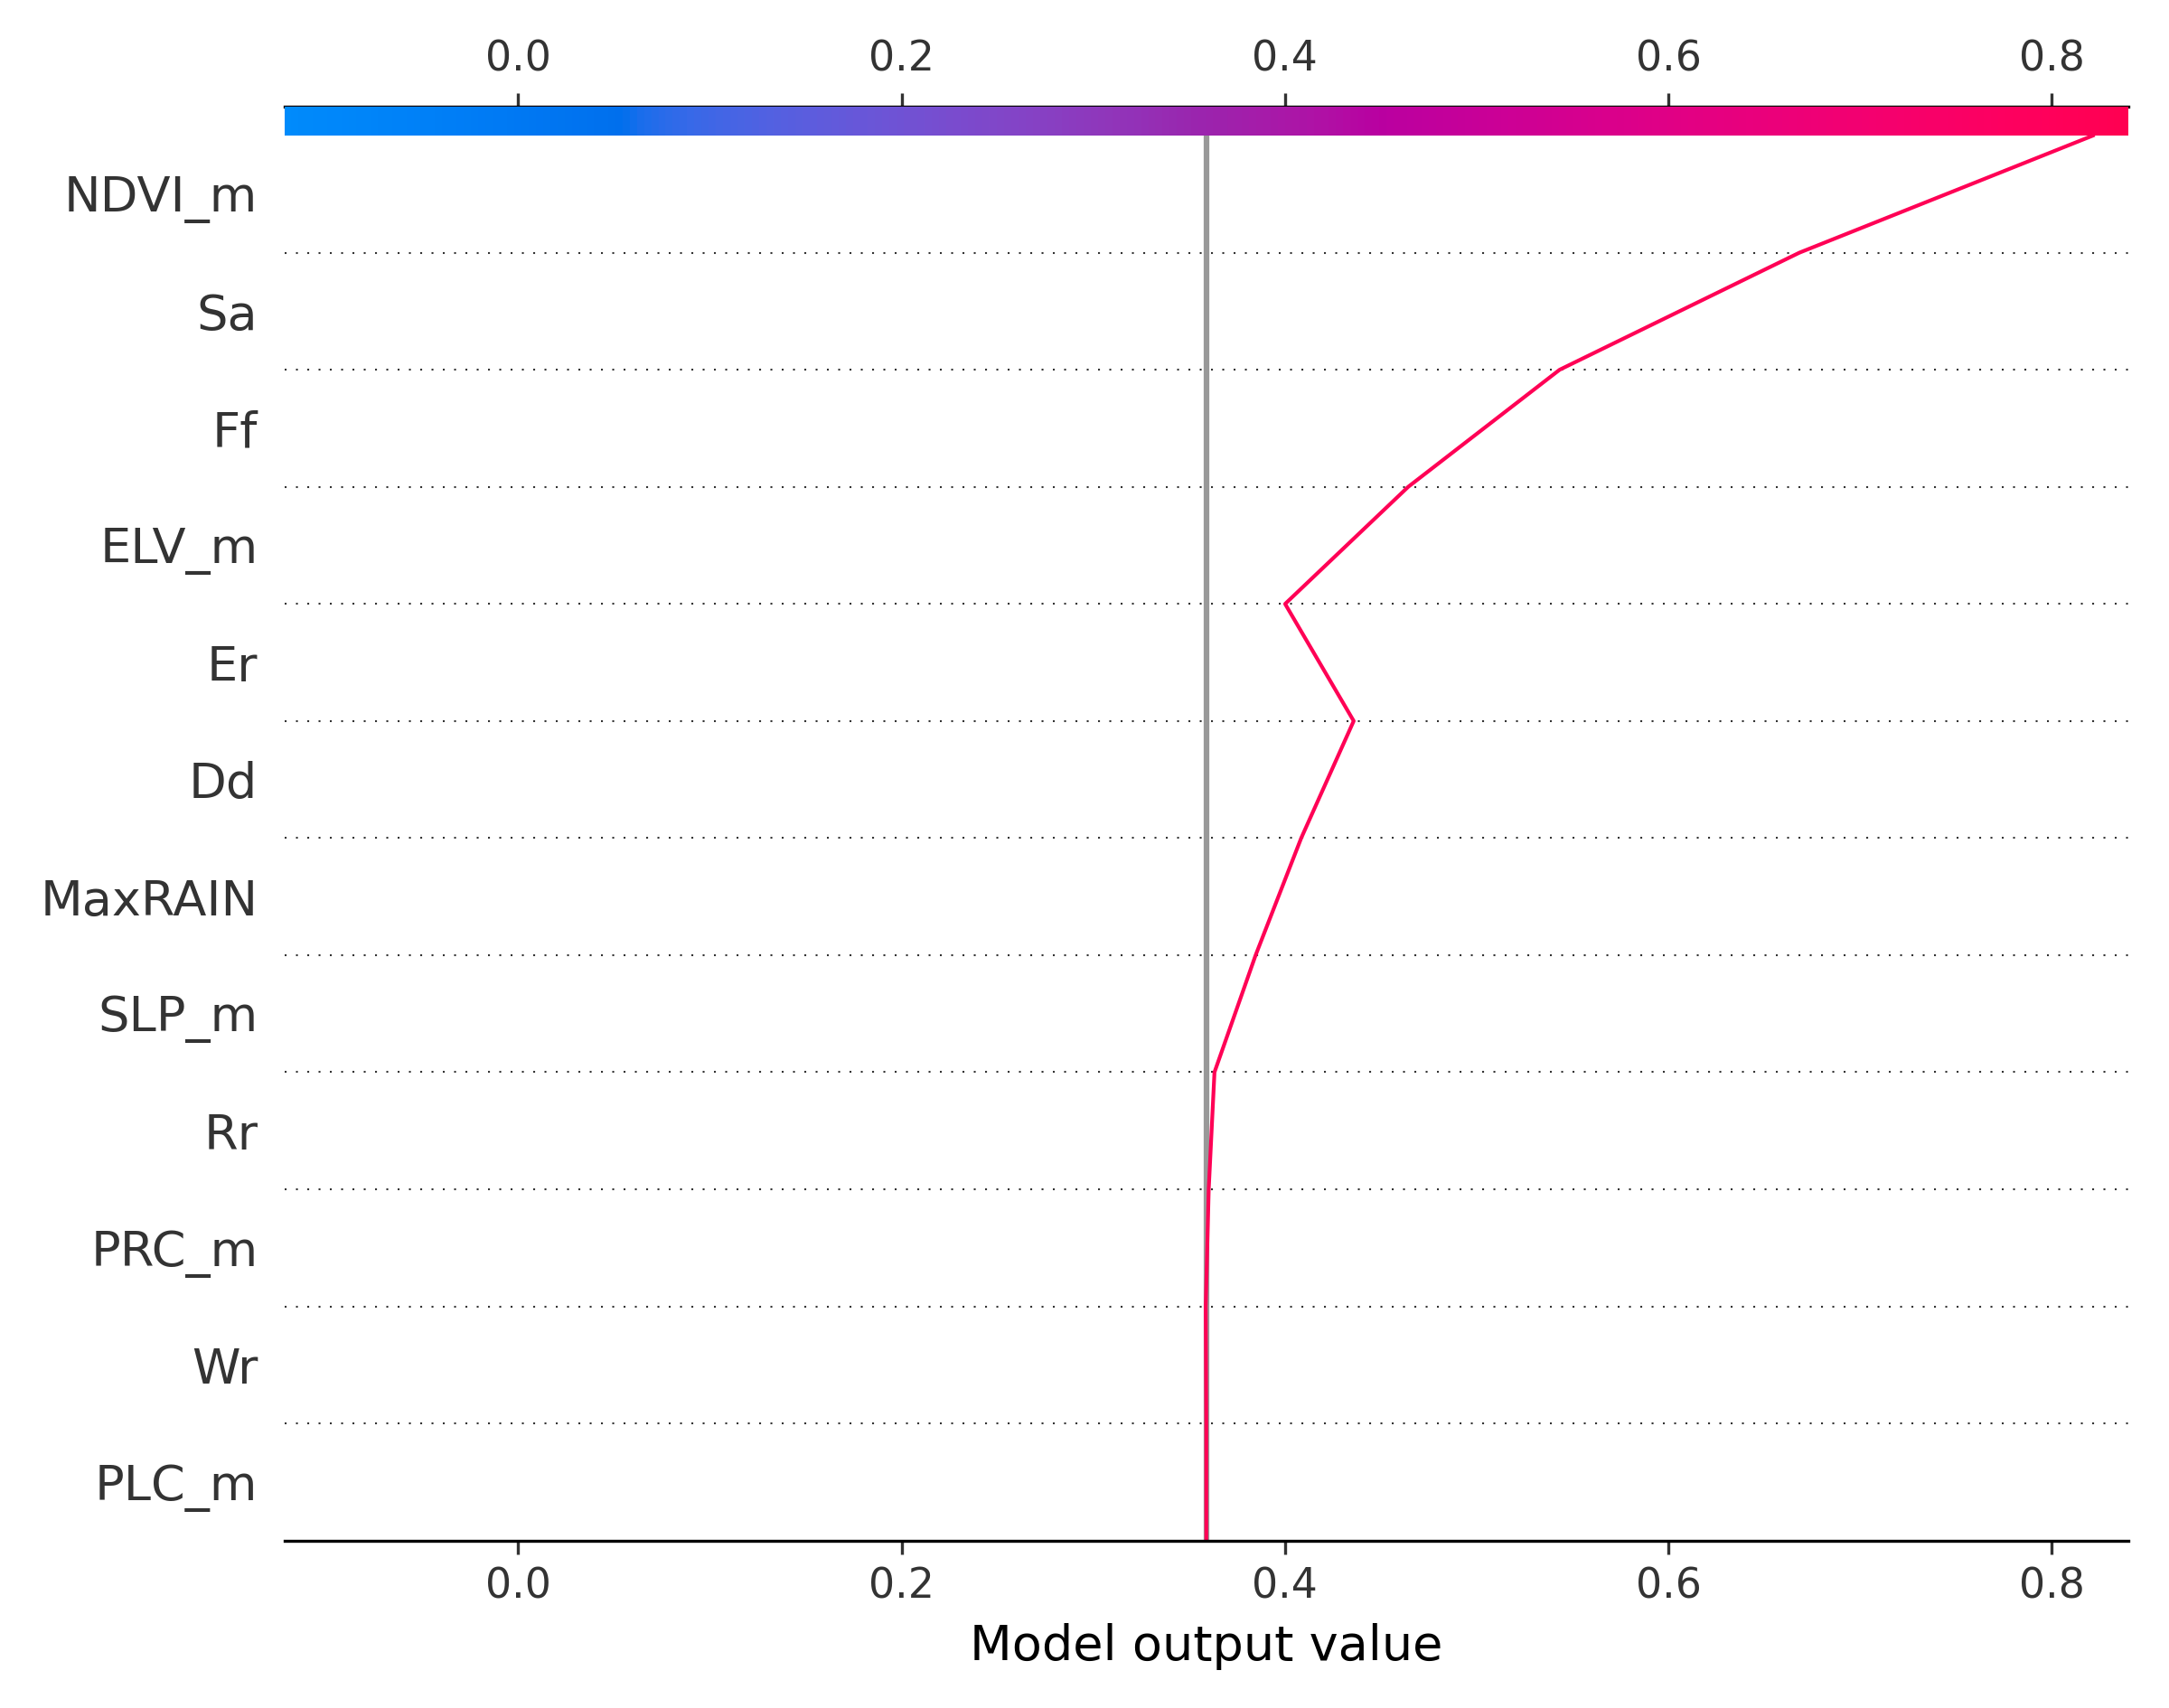 0.0 0.2 0.4 0.6 0.8
NDVI_m
Sa
Ff
ELV_m
Er
Dd
MaxRAIN
SLP_m
Rr
PRC_m
Wr
PLC_m
0.0 0.2 0.4 0.6 0.8
Model output value